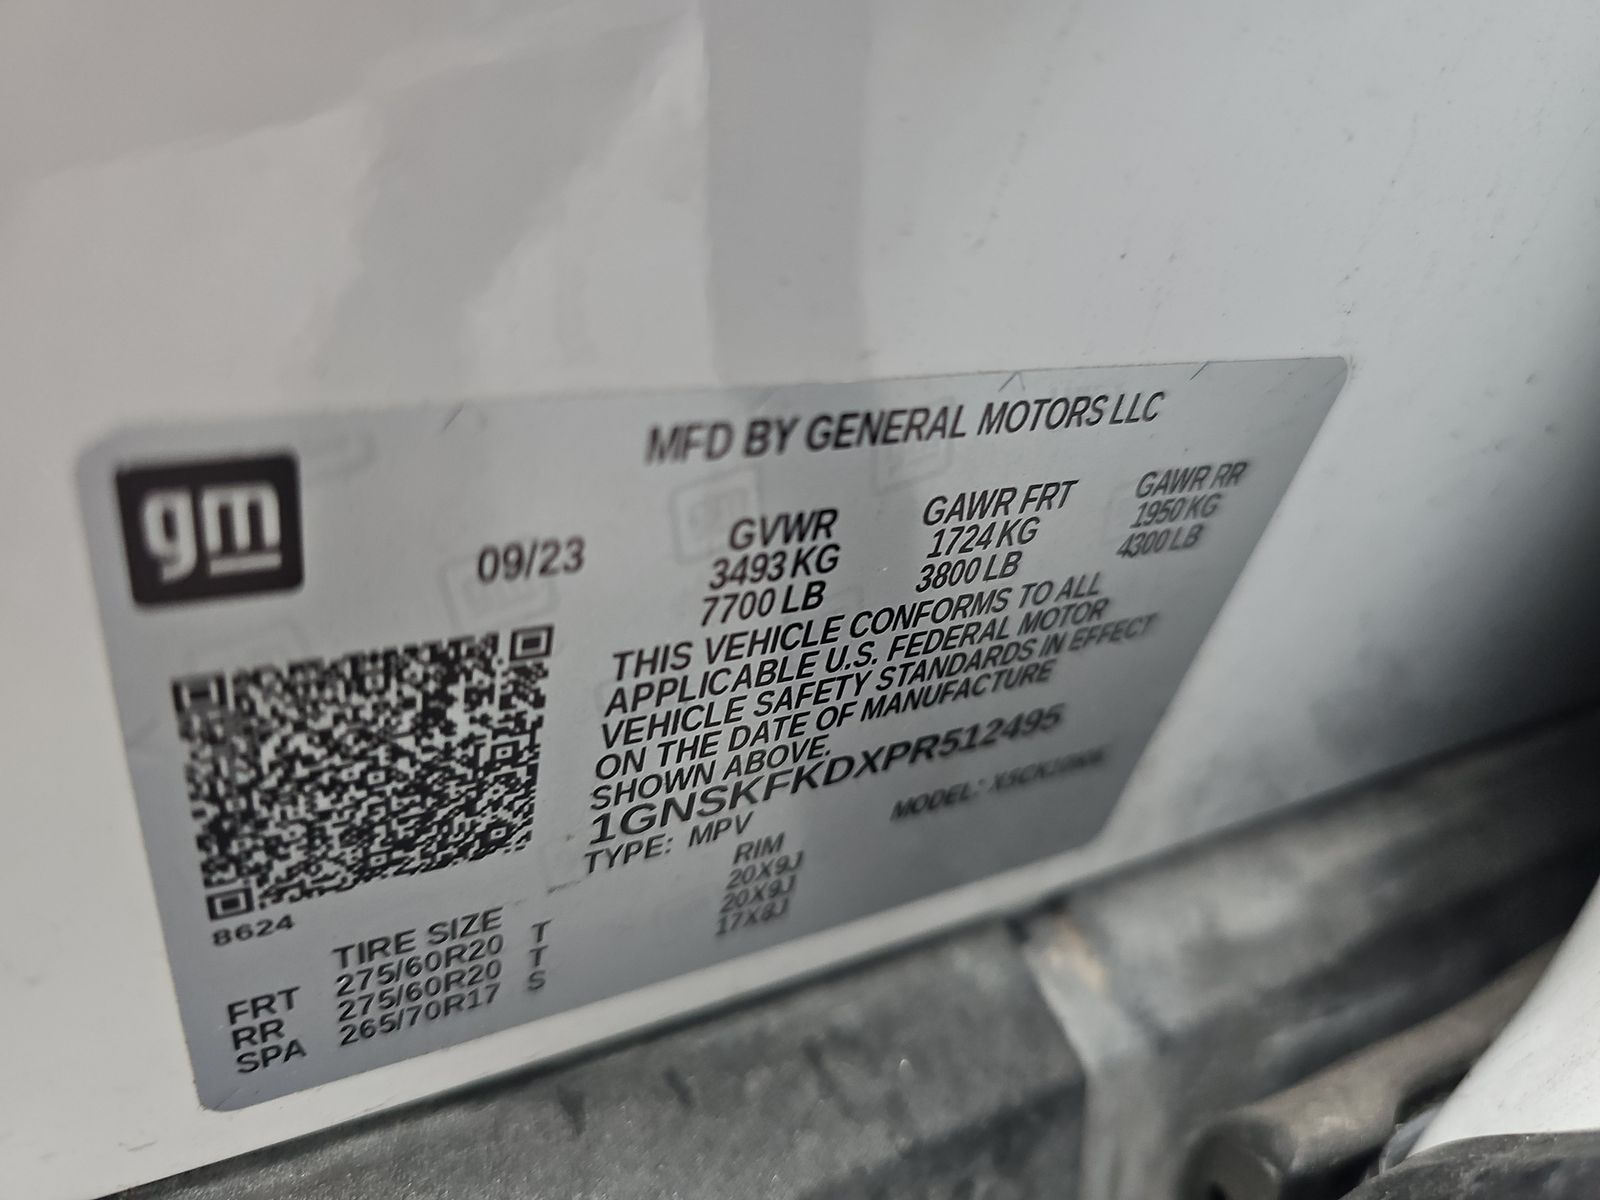 MFD BY GENERAL MOTORS LLC
gm
09/23
GVWR
3493 KG
7700 LB
GAWR FRT
1724 KG
3800 LB
GAWR RR
1950 KG
4300 LB
THIS VEHICLE CONFORMS TO ALL
APPLICABLE U.S. FEDERAL MOTOR
VEHICLE SAFETY STANDARDS IN EFFECT
ON THE DATE OF MANUFACTURE
SHOWN ABOVE.
1GNSKFKDXPR512495
TYPE: MPV
MODEL:
8624
TIRE SIZE RIM
FRT 275/60R20 T 20X9J
RR 275/60R20 T 20X9J
SPA 265/70R17 S 17X8J